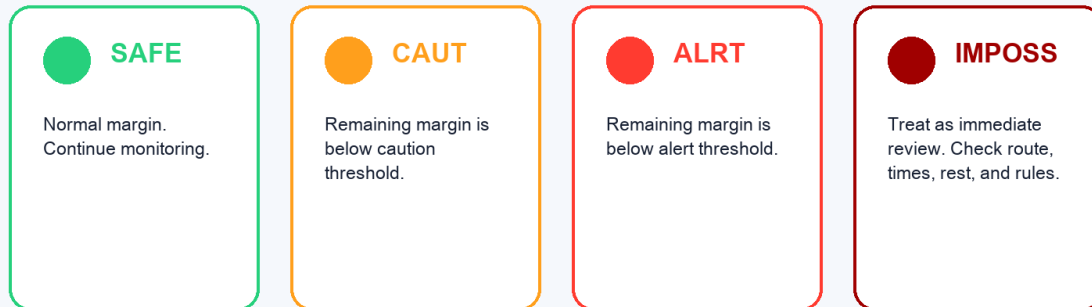 SAFE
Normal margin.
Continue monitoring.
CAUT
Remaining margin is
below caution
threshold.
ALRT
Remaining margin is
below alert threshold.
IMPOSS
Treat as immediate
review. Check route,
times, rest, and rules.